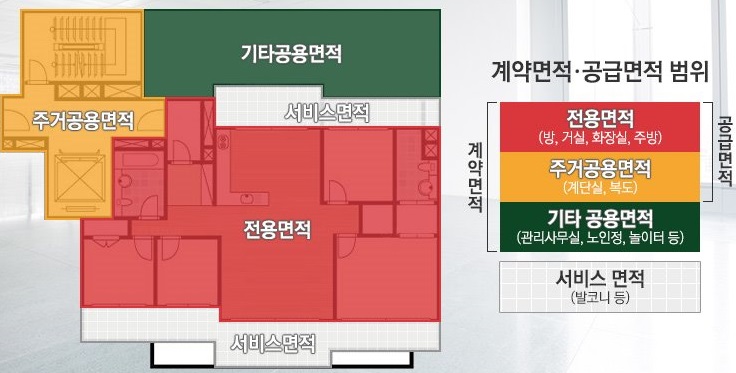 기타공용면적
서비스면적
주거공용면적
전용면적
서비스면적
계약면적·공급면적 범위
계약면적
공급면적
전용면적
(방, 거실, 화장실, 주방)
주거공용면적
(계단실, 복도)
기타 공용면적
(관리사무실, 노인정, 놀이터 등)
서비스 면적
(발코니 등)